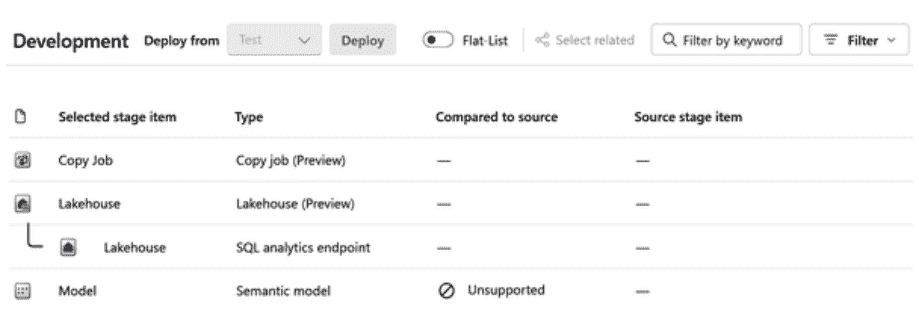 Development Deploy from Test Deploy Flat-List Select related Filter by keyword Filter
Selected stage item Type Compared to source Source stage item
Copy Job Copy job (Preview) — —
Lakehouse Lakehouse (Preview) — —
Lakehouse SQL analytics endpoint — —
Model Semantic model Unsupported —